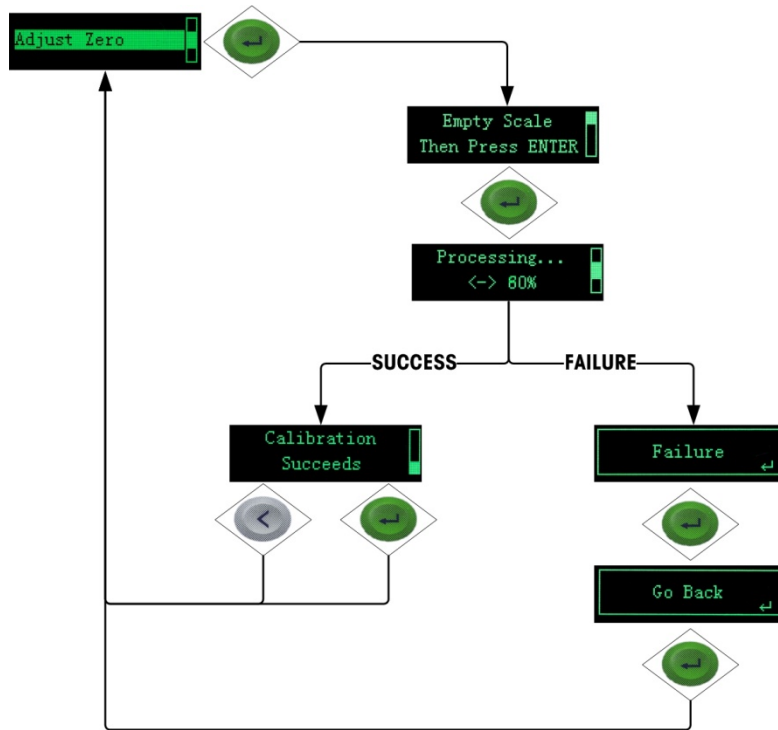 Adjust Zero
Empty Scale
Then Press ENTER
Processing...
<-> 80%
SUCCESS
FAILURE
Calibration
Succeeds
Failure
Go Back